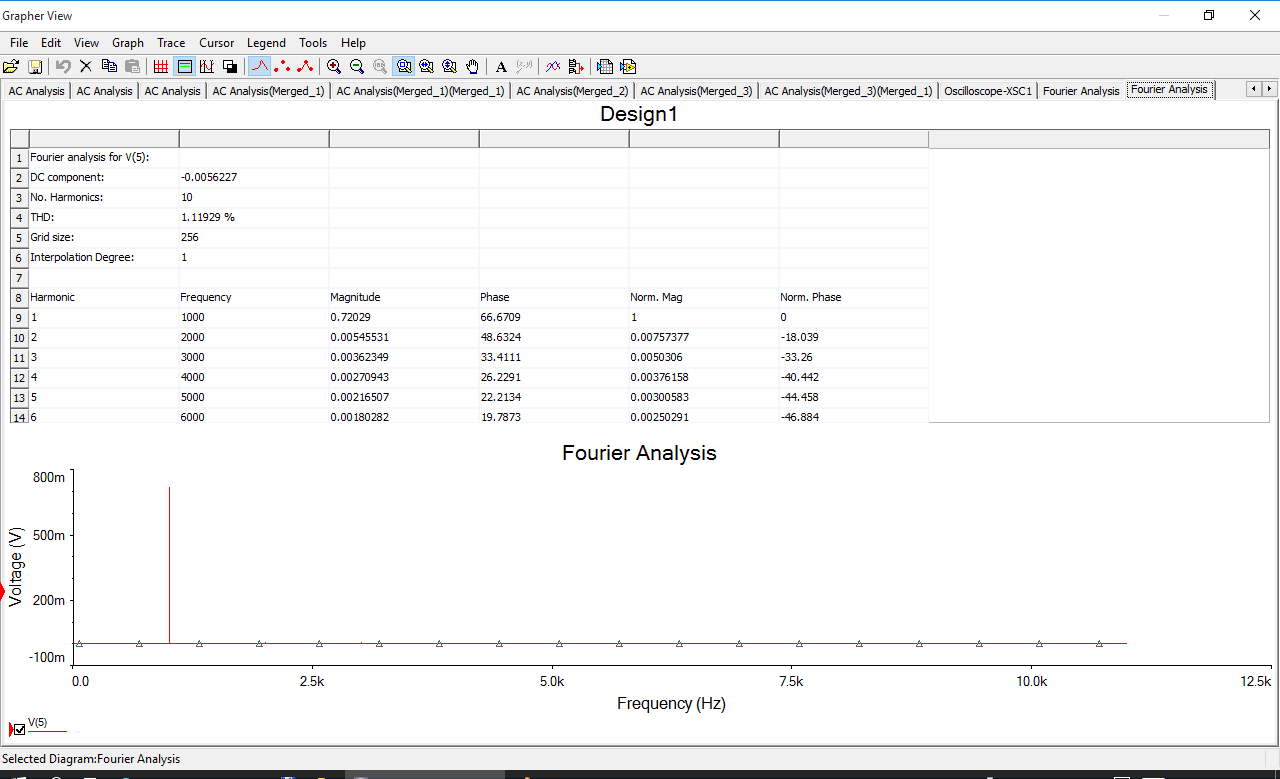 Grapher View
File Edit View Graph Trace Cursor Legend Tools Help
AC Analysis AC Analysis AC Analysis AC Analysis(Merged_1) AC Analysis(Merged_1)(Merged_1) AC Analysis(Merged_2) AC Analysis(Merged_3) AC Analysis(Merged_3)(Merged_1) Oscilloscope-XSC1 Fourier Analysis Fourier Analysis
Design1
1 Fourier analysis for V(5):
2 DC component: -0.0056227
3 No. Harmonics: 10
4 THD: 1.11929 %
5 Grid size: 256
6 Interpolation Degree: 1
7
8 Harmonic Frequency Magnitude Phase Norm. Mag Norm. Phase
9 1 1000 0.72029 66.6709 1 0
10 2 2000 0.00545531 48.6324 0.00757377 -18.039
11 3 3000 0.00362349 33.4111 0.0050306 -33.26
12 4 4000 0.00270943 26.2291 0.00376158 -40.442
13 5 5000 0.00216507 22.2134 0.00300583 -44.458
14 6 6000 0.00180282 19.7873 0.00250291 -46.884
Fourier Analysis
800m
500m
200m
-100m
Voltage (V)
0.0 2.5k 5.0k 7.5k 10.0k 12.5k
Frequency (Hz)
V(5)
Selected Diagram:Fourier Analysis